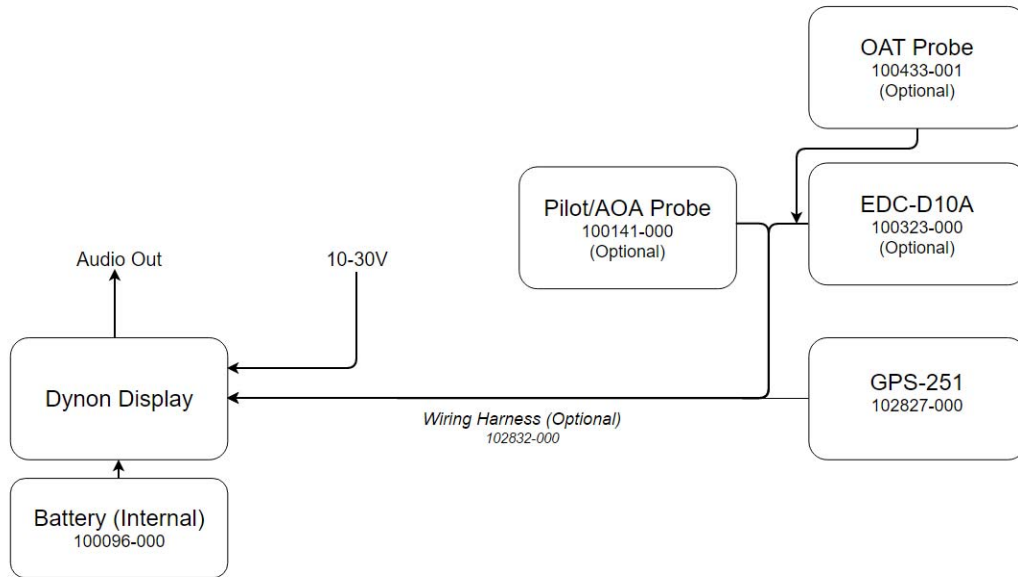 OAT Probe
100433-001
(Optional)
Pilot/AOA Probe
100141-000
(Optional)
EDC-D10A
100323-000
(Optional)
Audio Out
10-30V
Dynon Display
GPS-251
102827-000
Wiring Harness (Optional)
102832-000
Battery (Internal)
100096-000